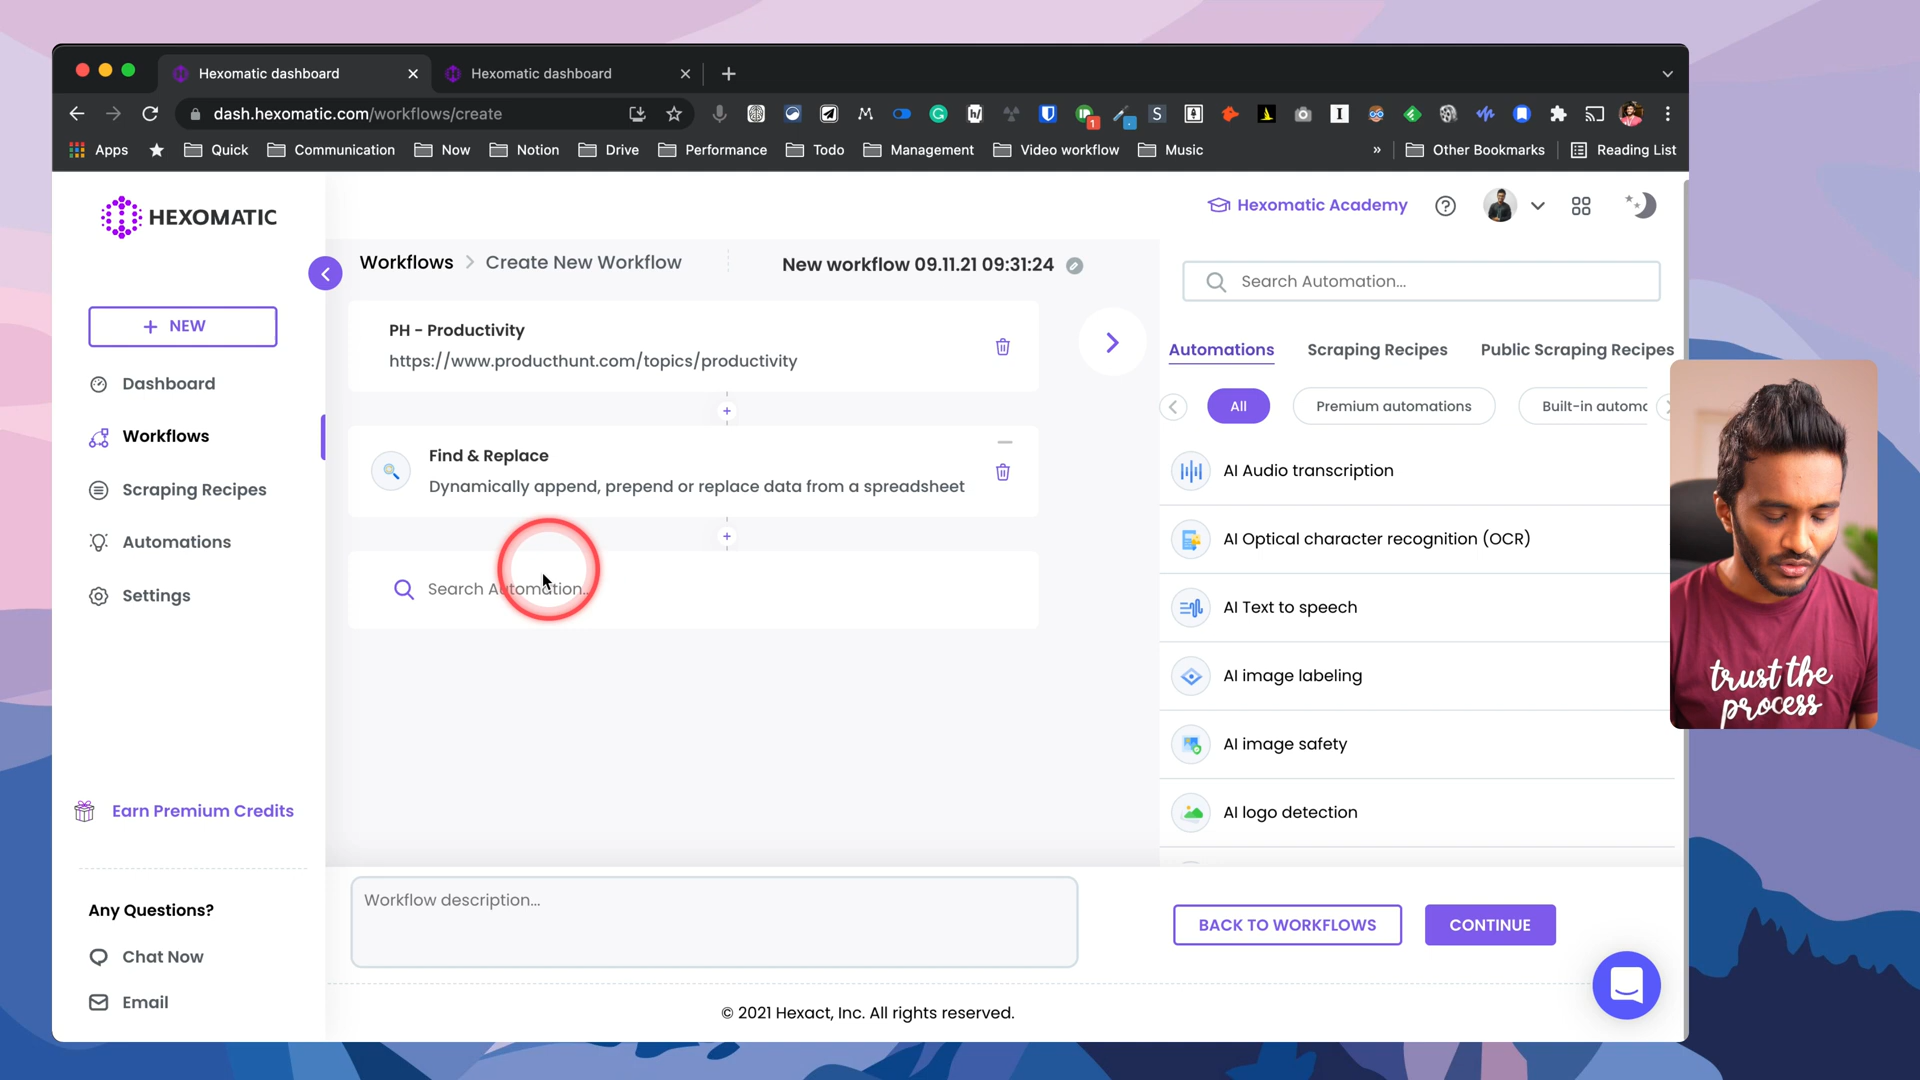 Hexomatic dashboard
Hexomatic dashboard
dash.hexomatic.com/workflows/create
Apps
Quick
Communication
Now
Notion
Drive
Performance
Todo
Management
Video workflow
Music
»
Other Bookmarks
Reading List
HEXOMATIC
Hexomatic Academy
Workflows > Create New Workflow
New workflow 09.11.21 09:31:24
Search Automation...
+ NEW
Dashboard
Workflows
Scraping Recipes
Automations
Settings
Earn Premium Credits
Any Questions?
Chat Now
Email
PH - Productivity
https://www.producthunt.com/topics/productivity
Find & Replace
Dynamically append, prepend or replace data from a spreadsheet
Search Automation...
Automations
Scraping Recipes
Public Scraping Recipes
All
Premium automations
Built-in automa
AI Audio transcription
AI Optical character recognition (OCR)
AI Text to speech
AI image labeling
AI image safety
AI logo detection
trust the
process
Workflow description...
BACK TO WORKFLOWS
CONTINUE
© 2021 Hexact, Inc. All rights reserved.